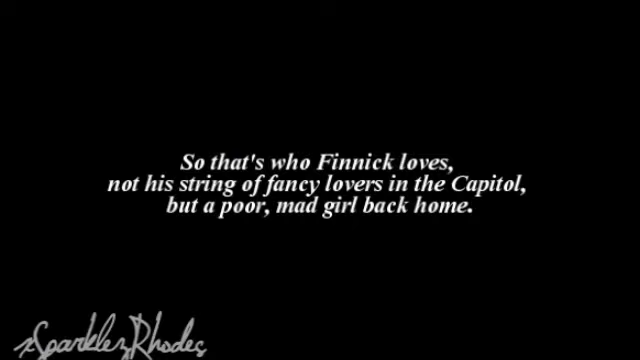 So that's who Finnick loves,
not his string of fancy lovers in the Capitol,
but a poor, mad girl back home.
xSparklezRhodes